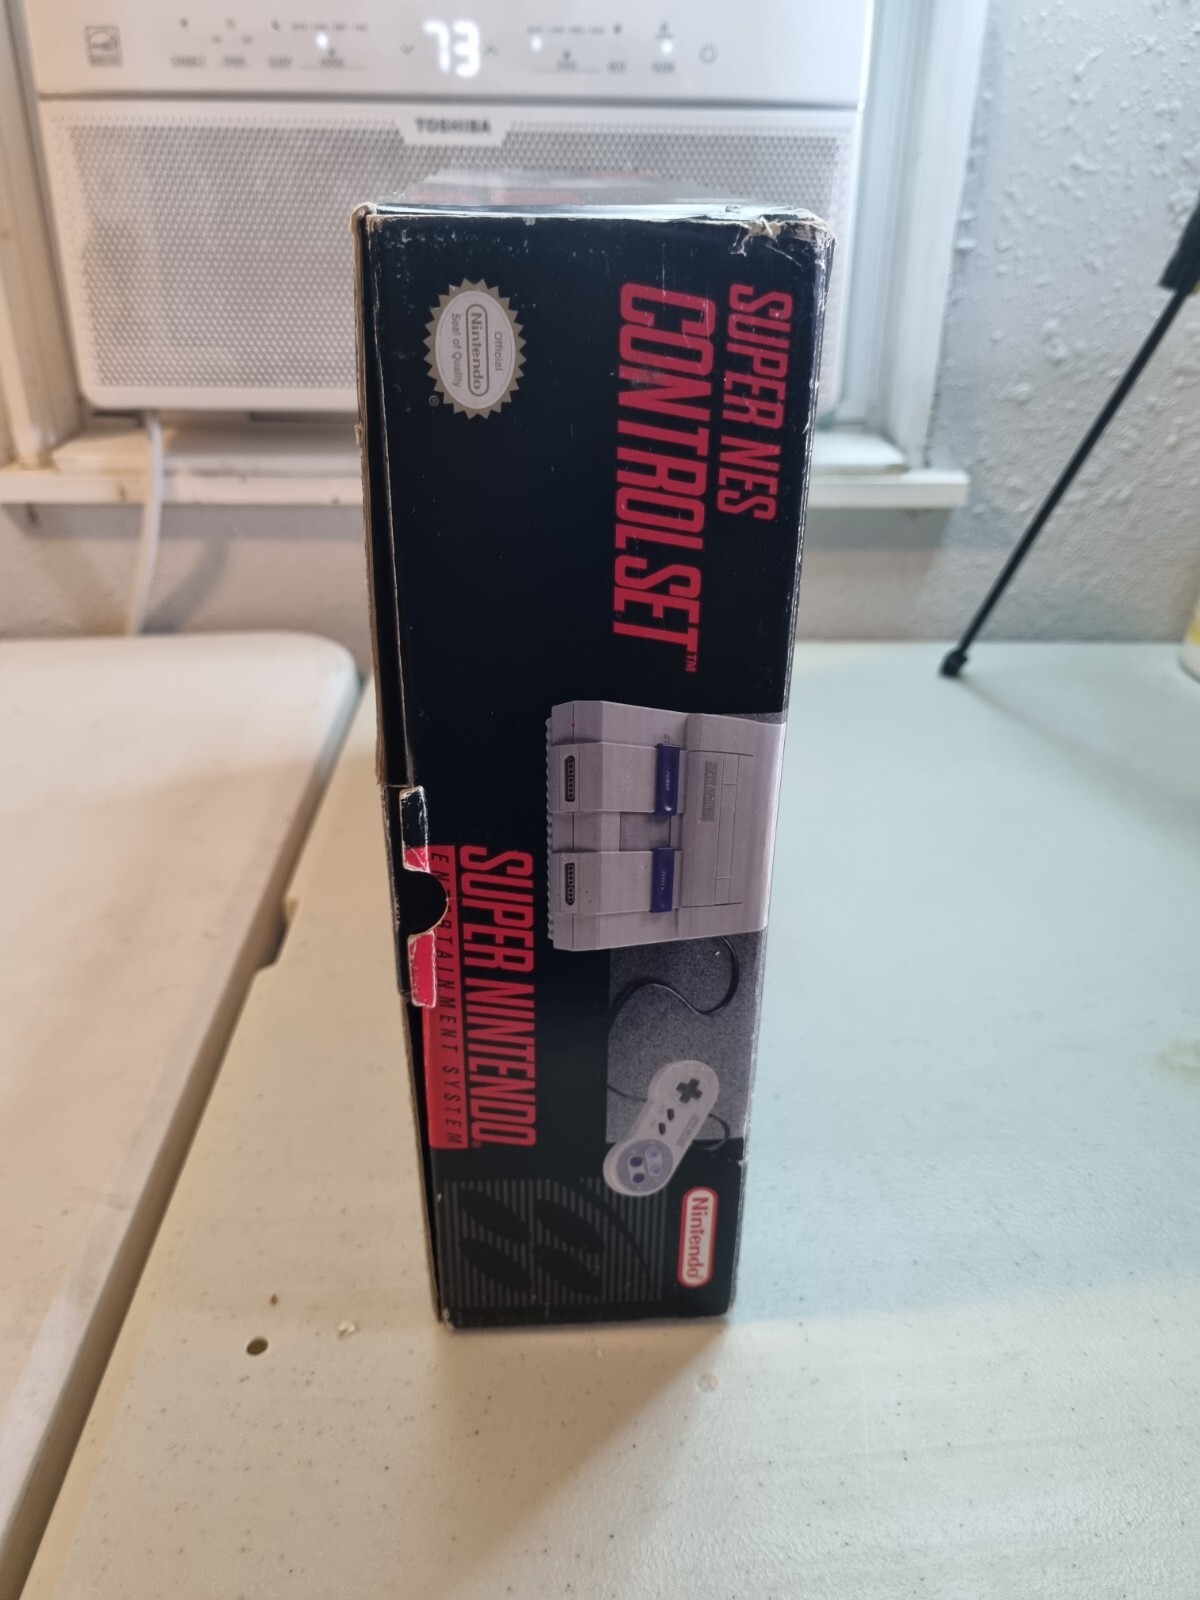 73
TOSHIBA
SUPER NES
CONTROL SET™
Official
Nintendo
Seal of Quality
®
SUPER NINTENDO®
ENTERTAINMENT SYSTEM
Nintendo®